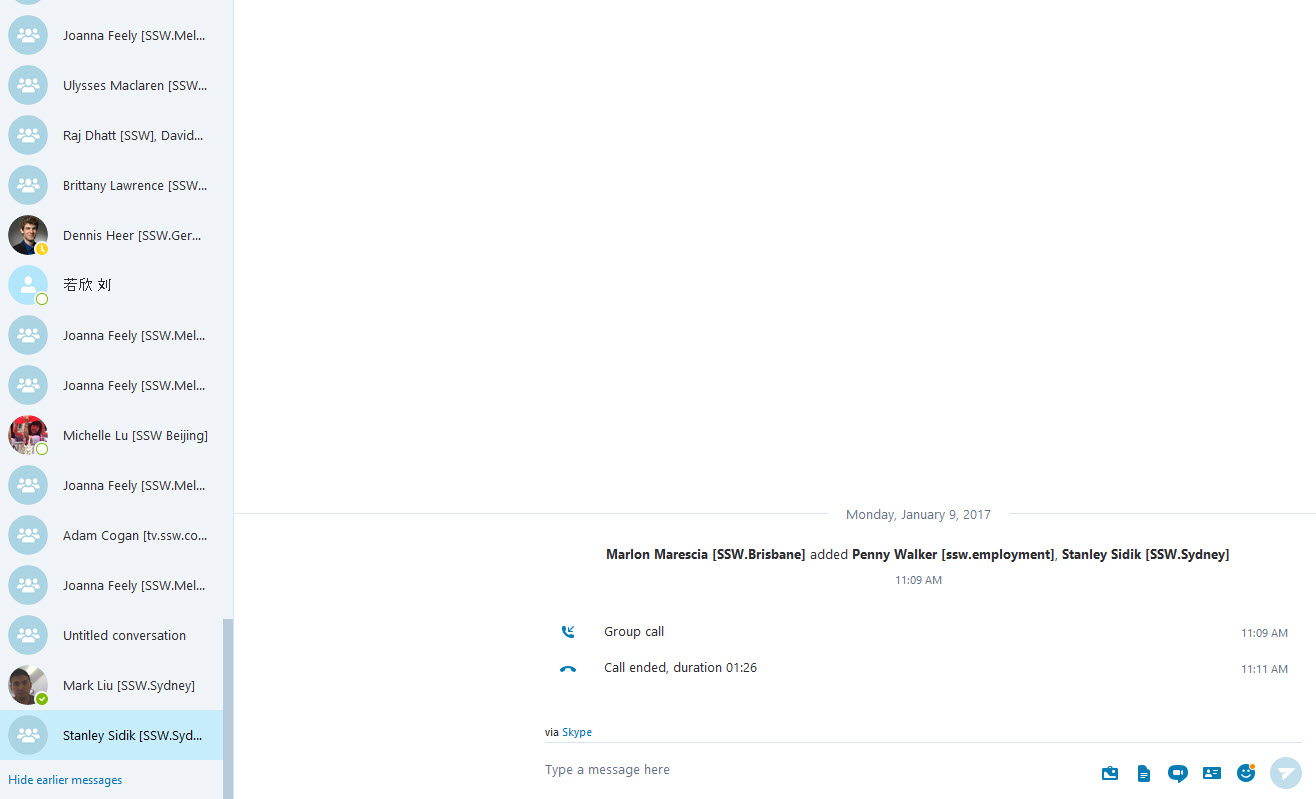 Joanna Feely [SSW.Mel...
Ulysses Maclaren [SSW...
Raj Dhatt [SSW], David...
Brittany Lawrence [SSW...
Dennis Heer [SSW.Ger...
若欣 刘
Joanna Feely [SSW.Mel...
Joanna Feely [SSW.Mel...
Michelle Lu [SSW Beijing]
Joanna Feely [SSW.Mel...
Adam Cogan [tv.ssw.co...
Joanna Feely [SSW.Mel...
Untitled conversation
Mark Liu [SSW.Sydney]
Stanley Sidik [SSW.Syd...
Hide earlier messages
Monday, January 9, 2017
Marlon Marescia [SSW.Brisbane] added Penny Walker [ssw.employment], Stanley Sidik [SSW.Sydney]
11:09 AM
Group call 11:09 AM
Call ended, duration 01:26 11:11 AM
via Skype
Type a message here